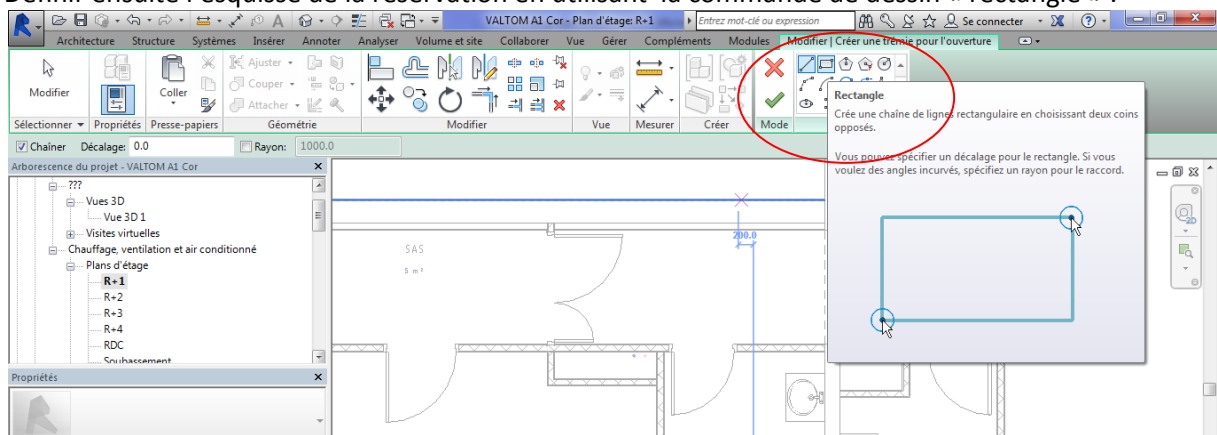 Définir ensuite l'esquisse de la réservation en utilisant la commande de dessin « rectangle » :
VALTOM A1 Cor - Plan d'étage: R+1
Entrez mot-clé ou expression
Se connecter
Architecture Structure Systèmes Insérer Annoter Analyser Volume et site Collaborer Vue Gérer Compléments Modules Modifier | Créer une trémie pour l'ouverture
Modifier
Coller
Ajuster
Couper
Attacher
Sélectionner Propriétés Presse-papiers Géométrie Modifier Vue Mesurer Créer Mode
Chaîner Décalage: 0.0 Rayon: 1000.0
Rectangle
Crée une chaîne de lignes rectangulaire en choisissant deux coins
opposés.
Vous pouvez spécifier un décalage pour le rectangle. Si vous
voulez des angles incurvés, spécifiez un rayon pour le raccord.
Arborescence du projet - VALTOM A1 Cor
???
Vues 3D
Vue 3D 1
Visites virtuelles
Chauffage, ventilation et air conditionné
Plans d'étage
R+1
R+2
R+3
R+4
RDC
Soubassement
Propriétés
SAS
5 m²
200.0
2D